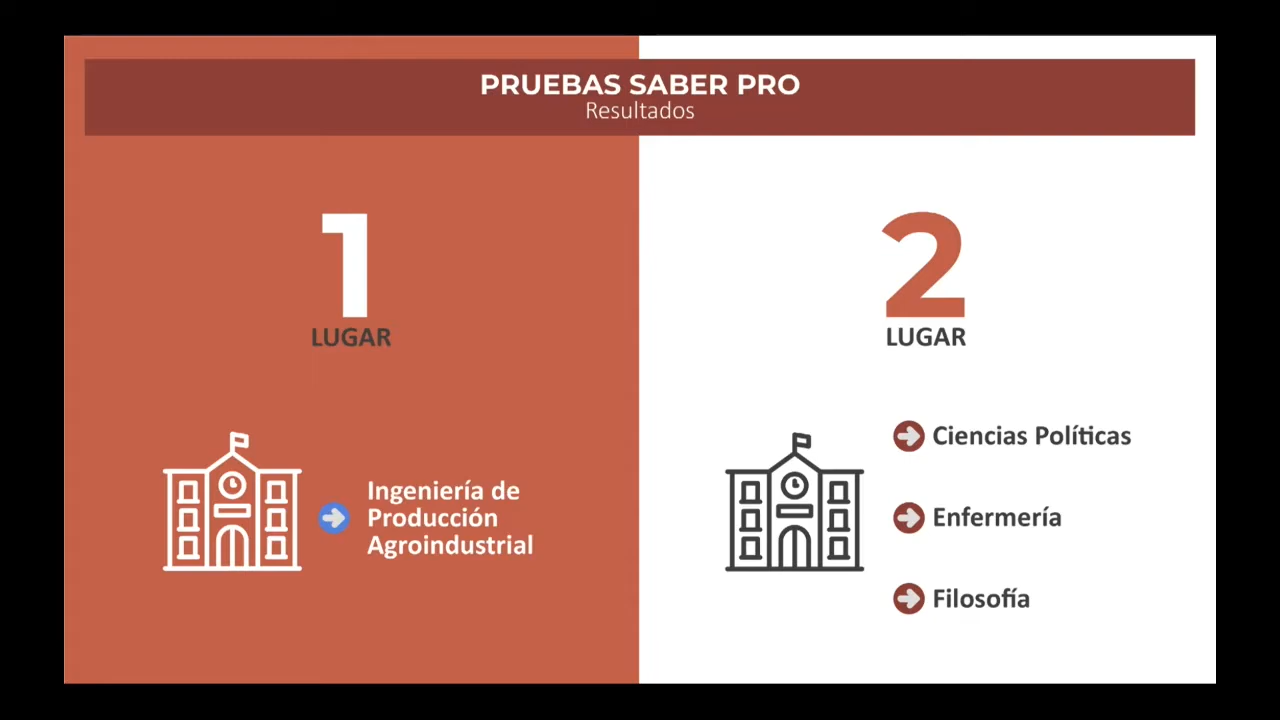 PRUEBAS SABER PRO
Resultados
1
LUGAR
Ingeniería de
Producción
Agroindustrial
2
LUGAR
Ciencias Políticas
Enfermería
Filosofía